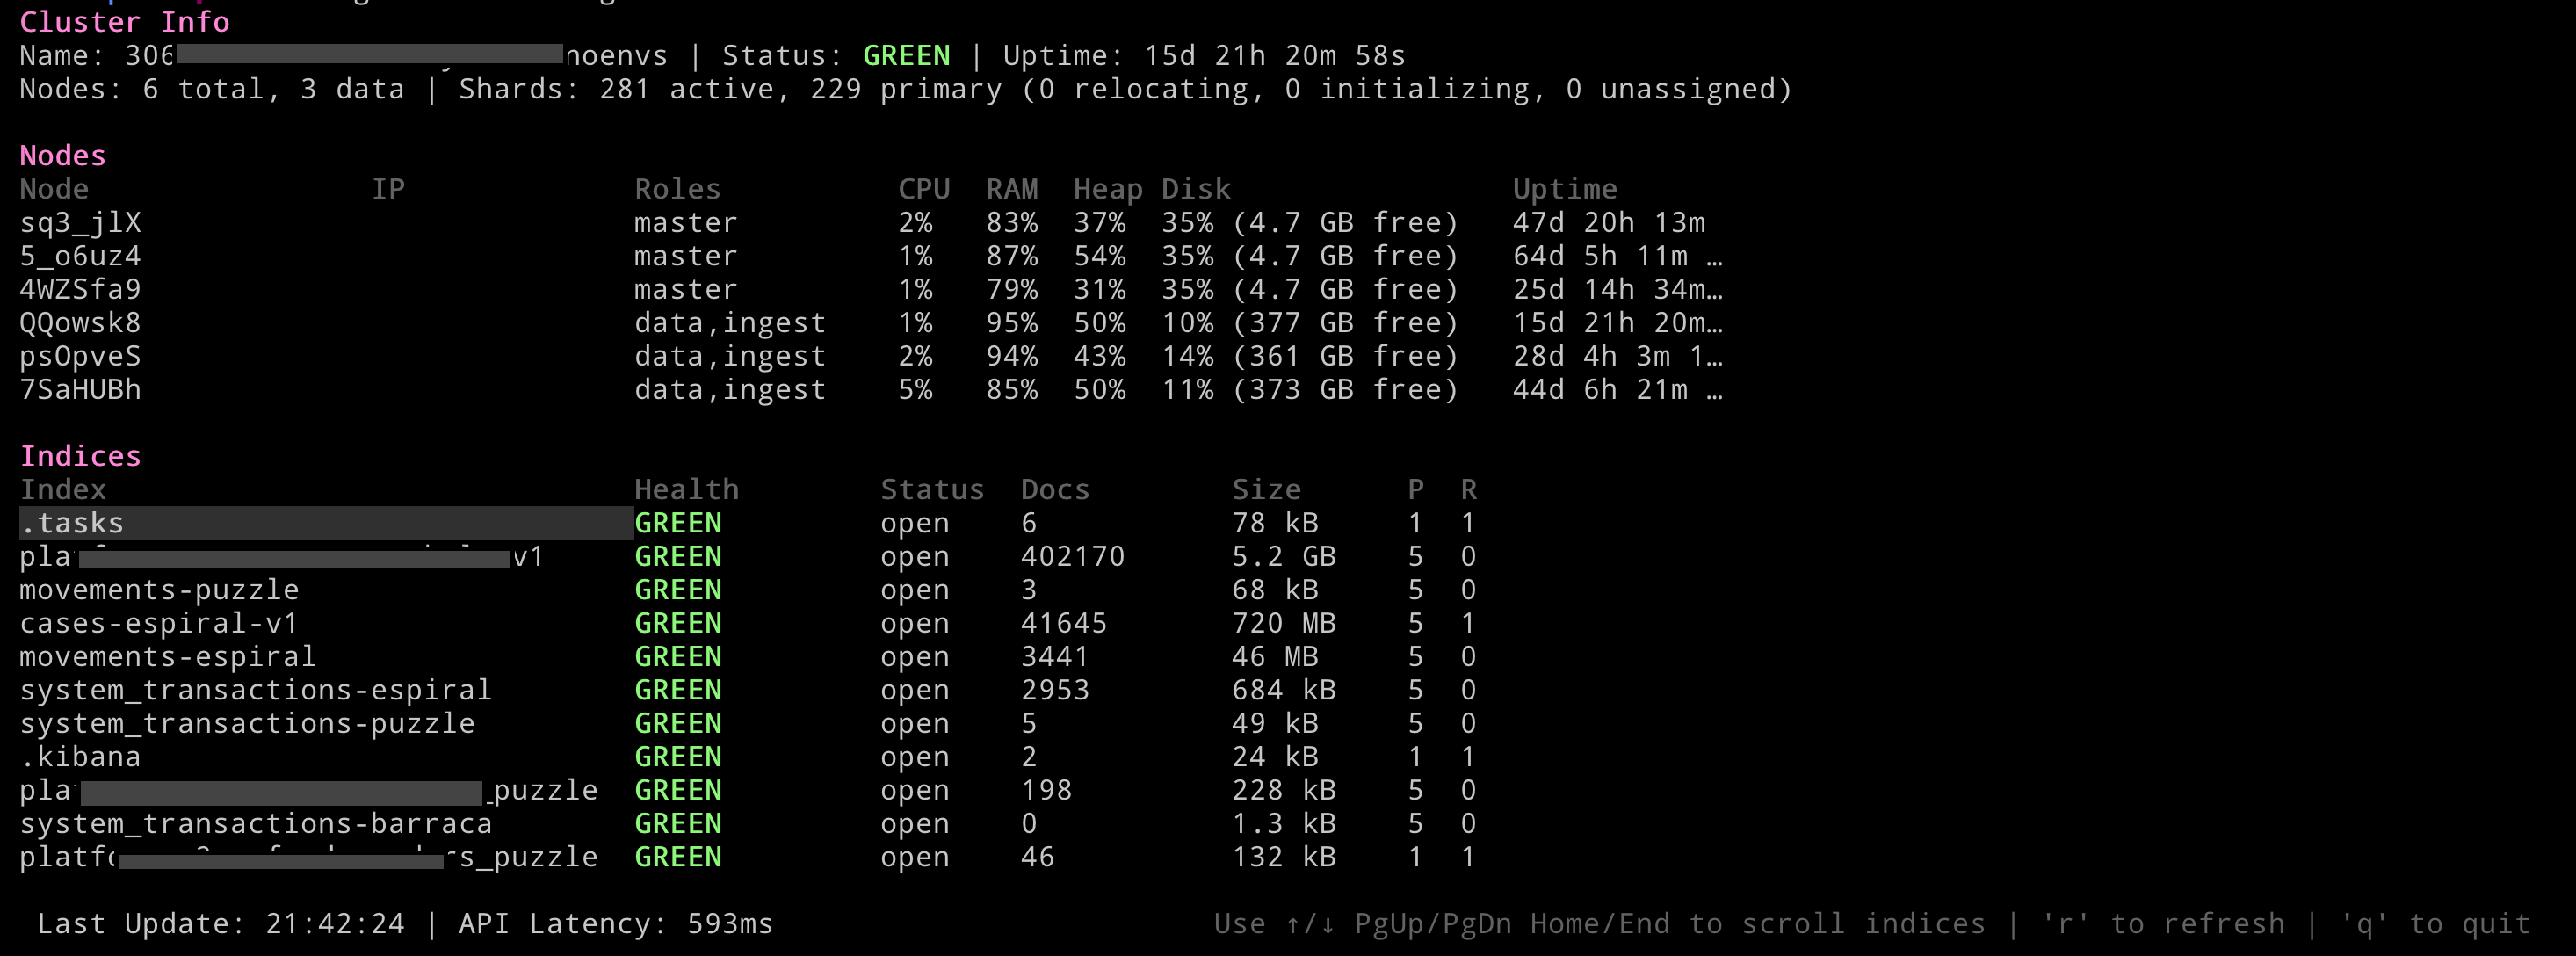 Cluster Info
Name: 306 noenvs | Status: GREEN | Uptime: 15d 21h 20m 58s
Nodes: 6 total, 3 data | Shards: 281 active, 229 primary (0 relocating, 0 initializing, 0 unassigned)
Nodes
Node IP Roles CPU RAM Heap Disk Uptime
sq3_jlX master 2% 83% 37% 35% (4.7 GB free) 47d 20h 13m
5_o6uz4 master 1% 87% 54% 35% (4.7 GB free) 64d 5h 11m …
4WZSfa9 master 1% 79% 31% 35% (4.7 GB free) 25d 14h 34m…
QQowsk8 data,ingest 1% 95% 50% 10% (377 GB free) 15d 21h 20m…
psOpveS data,ingest 2% 94% 43% 14% (361 GB free) 28d 4h 3m 1…
7SaHUBh data,ingest 5% 85% 50% 11% (373 GB free) 44d 6h 21m …
Indices
Index Health Status Docs Size P R
.tasks GREEN open 6 78 kB 1 1
pla v1 GREEN open 402170 5.2 GB 5 0
movements-puzzle GREEN open 3 68 kB 5 0
cases-espiral-v1 GREEN open 41645 720 MB 5 1
movements-espiral GREEN open 3441 46 MB 5 0
system_transactions-espiral GREEN open 2953 684 kB 5 0
system_transactions-puzzle GREEN open 5 49 kB 5 0
.kibana GREEN open 2 24 kB 1 1
pla _puzzle GREEN open 198 228 kB 5 0
system_transactions-barraca GREEN open 0 1.3 kB 5 0
platf s_puzzle GREEN open 46 132 kB 1 1
Last Update: 21:42:24 | API Latency: 593ms Use ↑/↓ PgUp/PgDn Home/End to scroll indices | 'r' to refresh | 'q' to quit